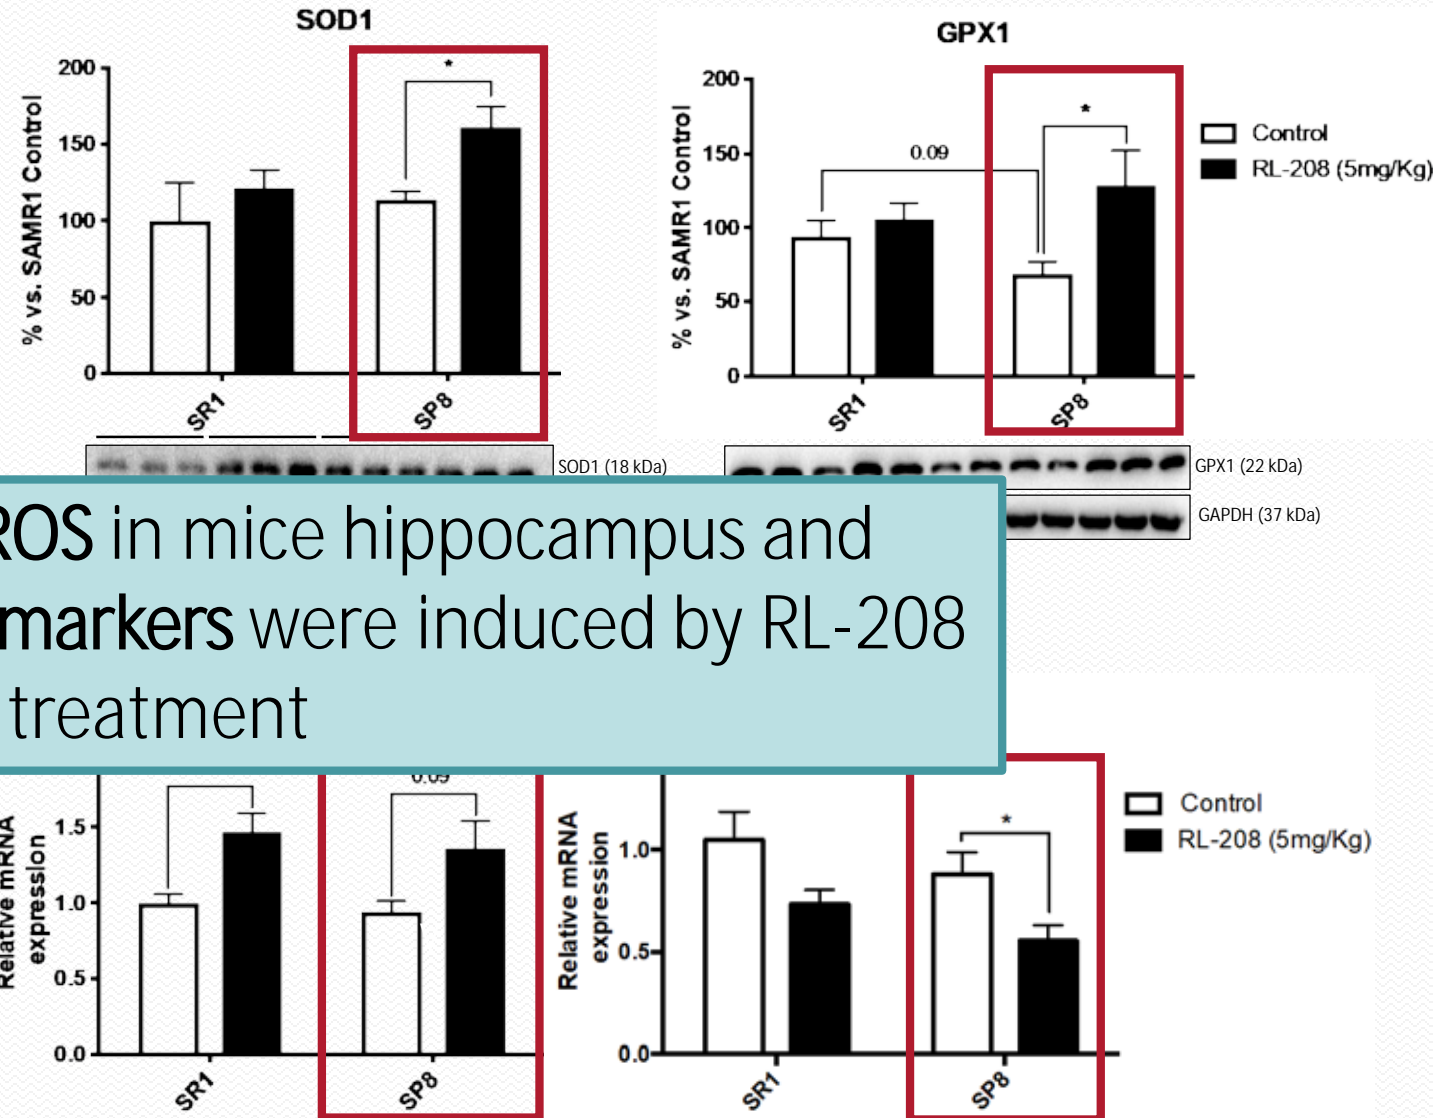 SOD1
% vs. SAMR1 Control
200
150
100
50
0
*
SR1
SP8
SOD1 (18 kDa)
GPX1
% vs. SAMR1 Control
200
150
100
50
0
0.09
*
SR1
SP8
Control
RL-208 (5mg/Kg)
GPX1 (22 kDa)
GAPDH (37 kDa)
ROS in mice hippocampus and
markers were induced by RL-208
treatment
Relative mRNA
expression
1.5
1.0
0.5
0.0
0.09
SR1
SP8
Relative mRNA
expression
1.0
0.5
0.0
*
SR1
SP8
Control
RL-208 (5mg/Kg)